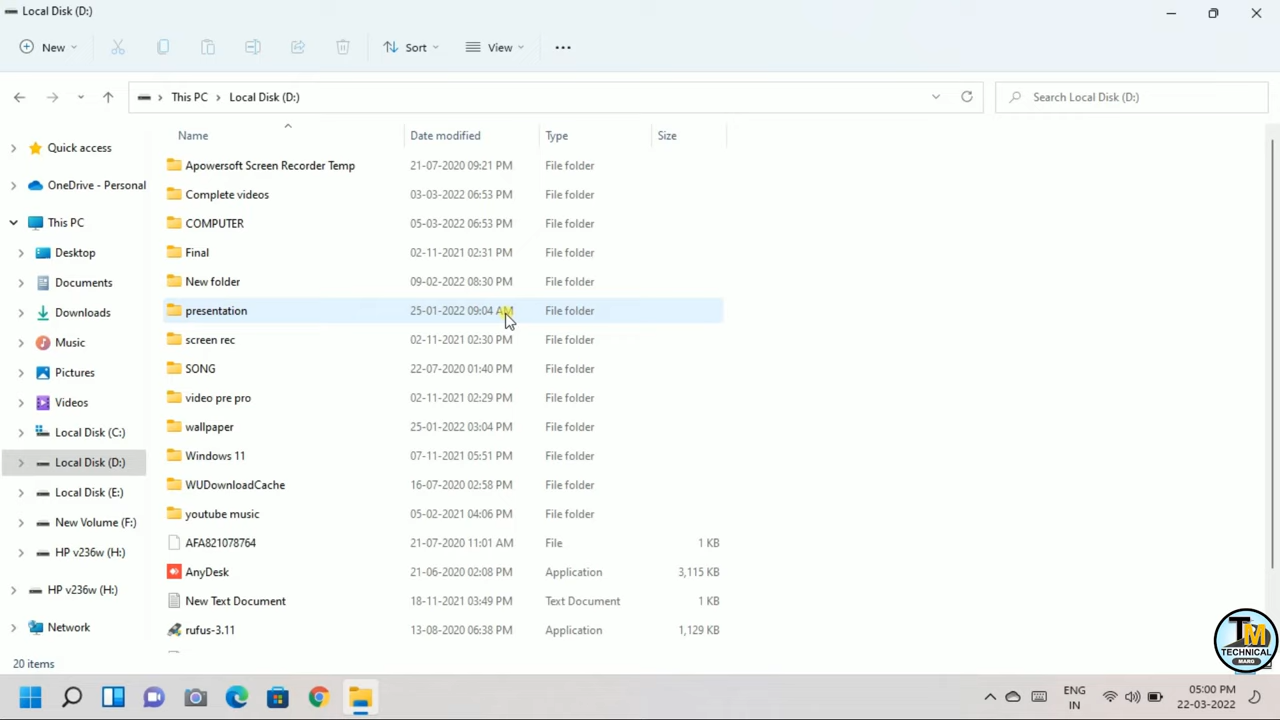 Local Disk (D:)
New
Sort
View
This PC > Local Disk (D:)
Search Local Disk (D:)
Quick access
OneDrive - Personal
This PC
Desktop
Documents
Downloads
Music
Pictures
Videos
Local Disk (C:)
Local Disk (D:)
Local Disk (E:)
New Volume (F:)
HP v236w (H:)
HP v236w (H:)
Network
Name Date modified Type Size
Apowersoft Screen Recorder Temp 21-07-2020 09:21 PM File folder
Complete videos 03-03-2022 06:53 PM File folder
COMPUTER 05-03-2022 06:53 PM File folder
Final 02-11-2021 02:31 PM File folder
New folder 09-02-2022 08:30 PM File folder
presentation 25-01-2022 09:04 AM File folder
screen rec 02-11-2021 02:30 PM File folder
SONG 22-07-2020 01:40 PM File folder
video pre pro 02-11-2021 02:29 PM File folder
wallpaper 25-01-2022 03:04 PM File folder
Windows 11 07-11-2021 05:51 PM File folder
WUDownloadCache 16-07-2020 02:58 PM File folder
youtube music 05-02-2021 04:06 PM File folder
AFA821078764 21-07-2020 11:01 AM File 1 KB
AnyDesk 21-06-2020 02:08 PM Application 3,115 KB
New Text Document 18-11-2021 03:49 PM Text Document 1 KB
rufus-3.11 13-08-2020 06:38 PM Application 1,129 KB
20 items
TM
TECHNICAL
MARG
ENG
IN
05:00 PM
22-03-2022